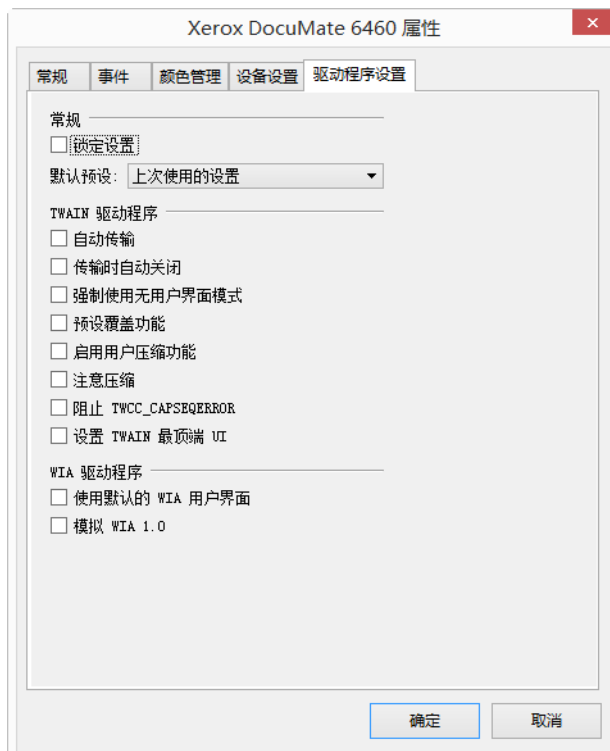 Xerox DocuMate 6460 属性
常规 事件 颜色管理 设备设置 驱动程序设置
常规
锁定设置
默认预设: 上次使用的设置
TWAIN 驱动程序
自动传输
传输时自动关闭
强制使用无用户界面模式
预设覆盖功能
启用用户压缩功能
注意压缩
阻止 TWCC_CAPSEQERROR
设置 TWAIN 最顶端 UI
WIA 驱动程序
使用默认的 WIA 用户界面
模拟 WIA 1.0
确定 取消